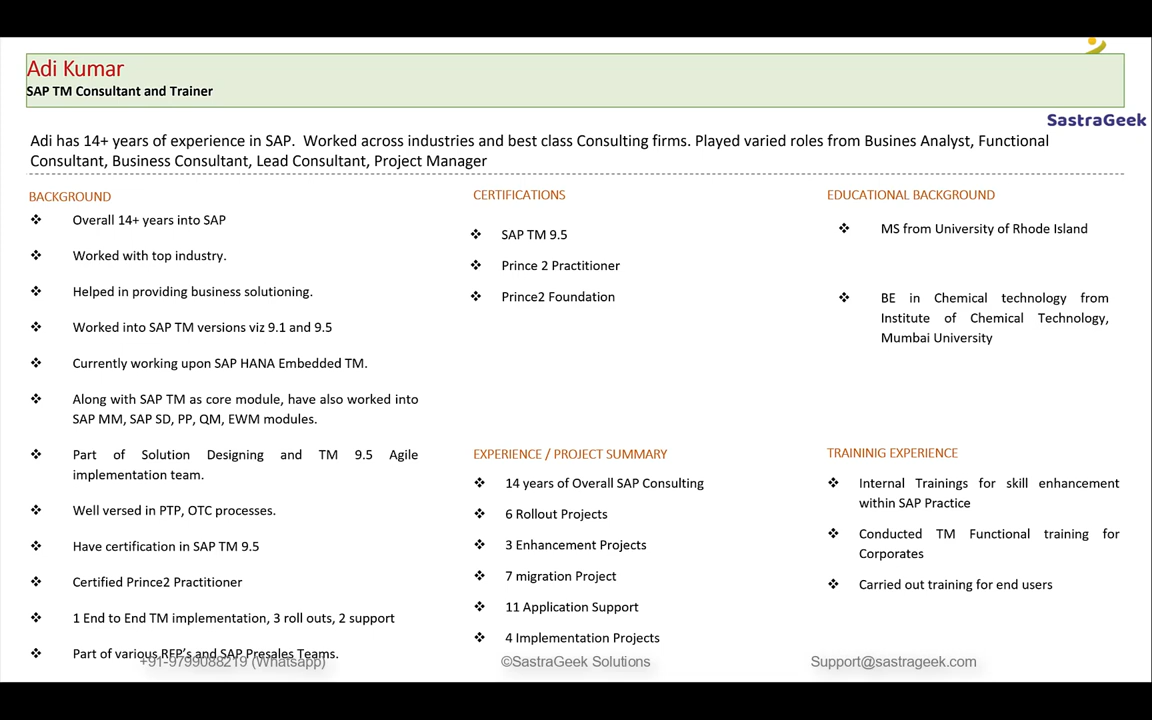 Adi Kumar
SAP TM Consultant and Trainer
SastraGeek
Adi has 14+ years of experience in SAP. Worked across industries and best class Consulting firms. Played varied roles from Busines Analyst, Functional
Consultant, Business Consultant, Lead Consultant, Project Manager
BACKGROUND
❖ Overall 14+ years into SAP
❖ Worked with top industry.
❖ Helped in providing business solutioning.
❖ Worked into SAP TM versions viz 9.1 and 9.5
❖ Currently working upon SAP HANA Embedded TM.
❖ Along with SAP TM as core module, have also worked into
SAP MM, SAP SD, PP, QM, EWM modules.
❖ Part of Solution Designing and TM 9.5 Agile
implementation team.
❖ Well versed in PTP, OTC processes.
❖ Have certification in SAP TM 9.5
❖ Certified Prince2 Practitioner
❖ 1 End to End TM implementation, 3 roll outs, 2 support
❖ Part of various RFP's and SAP Presales Teams.
CERTIFICATIONS
❖ SAP TM 9.5
❖ Prince 2 Practitioner
❖ Prince2 Foundation
EXPERIENCE / PROJECT SUMMARY
❖ 14 years of Overall SAP Consulting
❖ 6 Rollout Projects
❖ 3 Enhancement Projects
❖ 7 migration Project
❖ 11 Application Support
❖ 4 Implementation Projects
EDUCATIONAL BACKGROUND
❖ MS from University of Rhode Island
❖ BE in Chemical technology from
Institute of Chemical Technology,
Mumbai University
TRAININIG EXPERIENCE
❖ Internal Trainings for skill enhancement
within SAP Practice
❖ Conducted TM Functional training for
Corporates
❖ Carried out training for end users
+91-9799088219 (Whatsapp)
©SastraGeek Solutions
Support@sastrageek.com